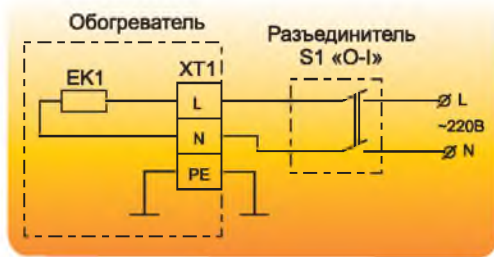 Обогреватель
Разъединитель
S1 «O-I»
EK1
XT1
L
L
~220В
N
N
PE